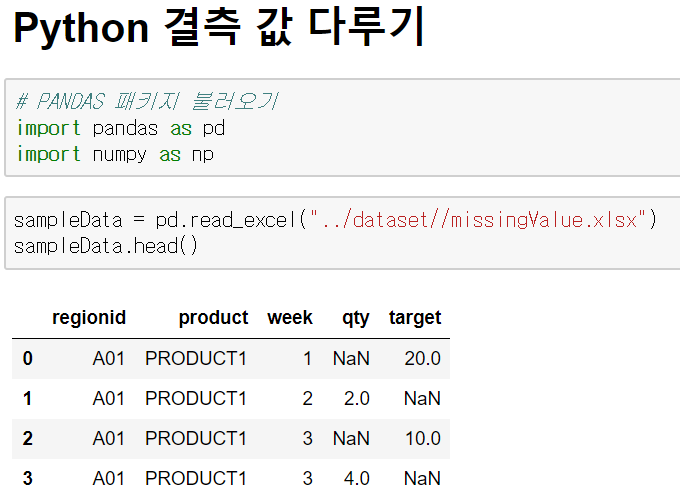 Python 결측 값 다루기
# PANDAS 패키지 불러오기
import pandas as pd
import numpy as np
sampleData = pd.read_excel("../dataset//missingValue.xlsx")
sampleData.head()
regionid product week qty target
0 A01 PRODUCT1 1 NaN 20.0
1 A01 PRODUCT1 2 2.0 NaN
2 A01 PRODUCT1 3 NaN 10.0
3 A01 PRODUCT1 3 4.0 NaN